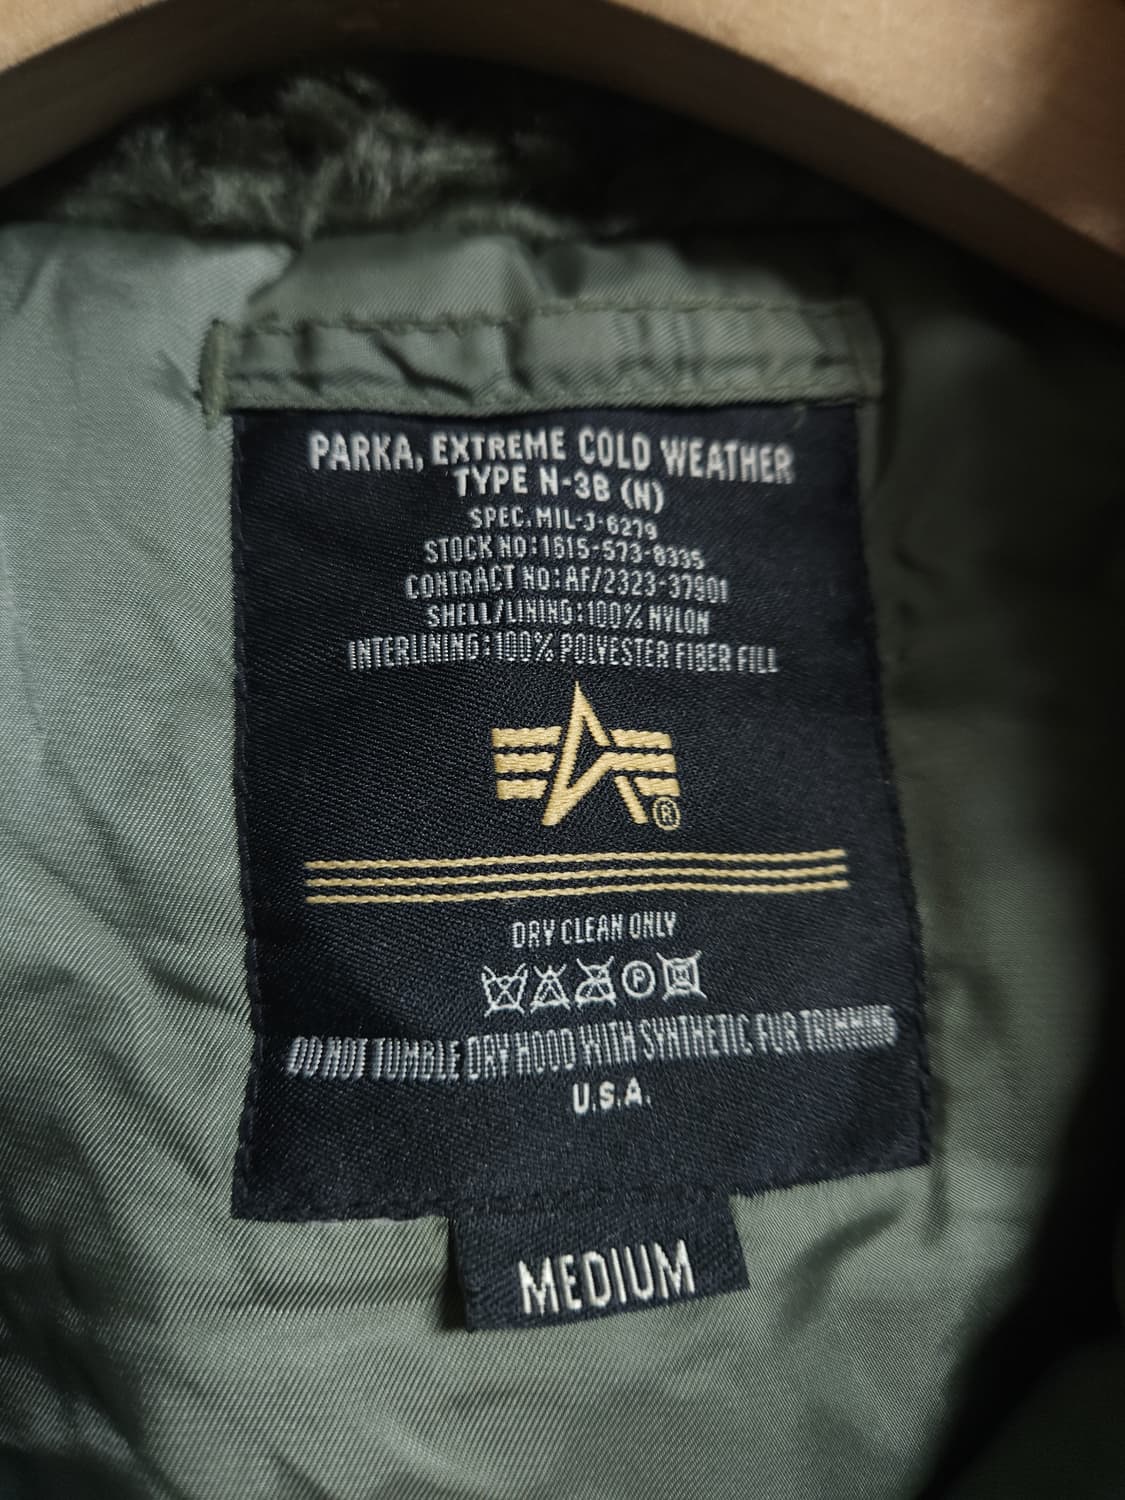 PARKA, EXTREME COLD WEATHER
TYPE N-3B (N)
SPEC. MIL-J-6279
STOCK NO: 1615-573-8335
CONTRACT NO: AF/2323-37901
SHELL/LINING: 100% NYLON
INTERLINING: 100% POLYESTER FIBER FILL
®
DRY CLEAN ONLY
P
DO NOT TUMBLE DRY HOOD WITH SYNTHETIC FUR TRIMMING
U.S.A.
MEDIUM